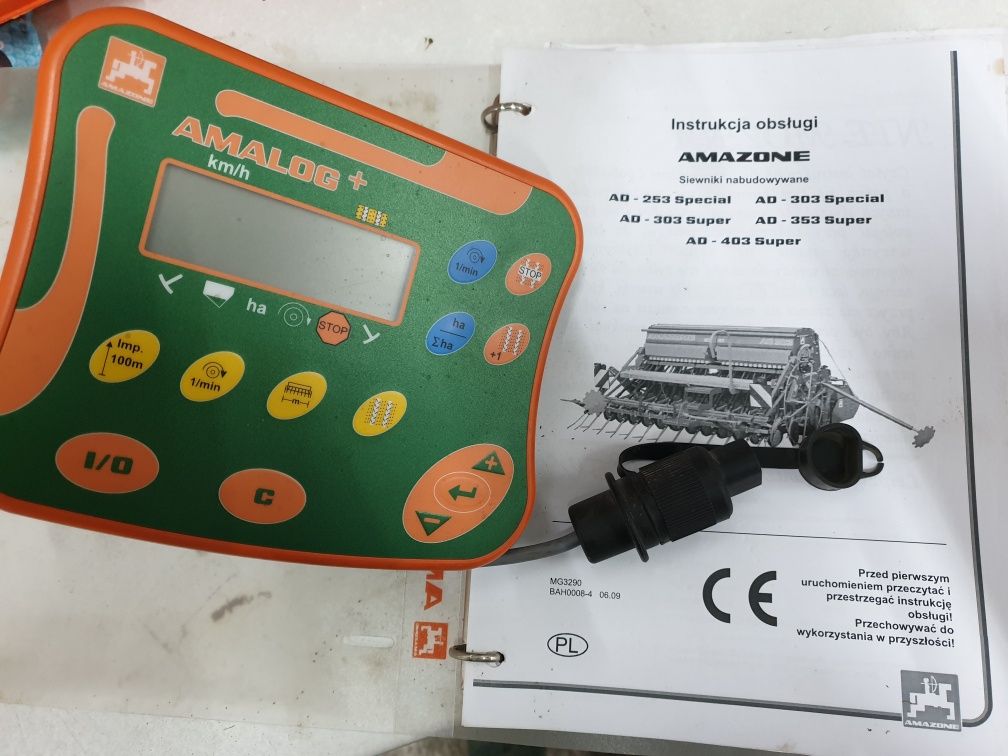 AMAZONE
AMALOG+
km/h
ha
STOP
1/min
STOP
ha
Σha
+1
Imp.
100m
1/min
m
I/O
C
+
Instrukcja obsługi
AMAZONE
Siewniki nabudowywane
AD - 253 Special AD - 303 Special
AD - 303 Super AD - 353 Super
AD - 403 Super
MG3290
BAH0008-4 06.09
CE
Przed pierwszym
uruchomieniem przeczytać i
przestrzegać instrukcję
obsługi!
Przechowywać do
wykorzystania w przyszłości!
PL
AMAZONE
MA